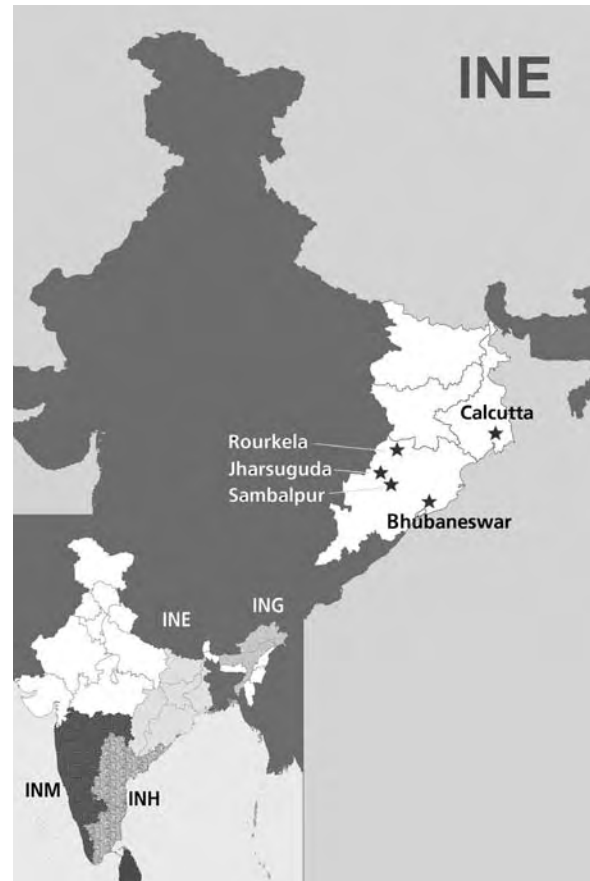 INE
Calcutta
Rourkela
Jharsuguda
Sambalpur
Bhubaneswar
INE
ING
INM
INH